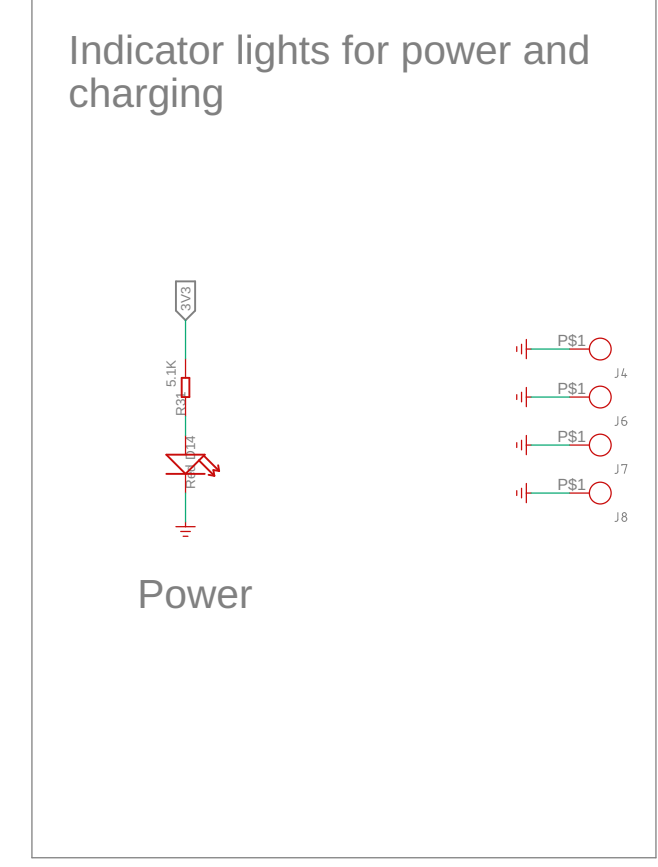 Indicator lights for power and
charging
3V3
5.1K
R31
Red D14
P$1
J4
P$1
J6
P$1
J7
P$1
J8
Power